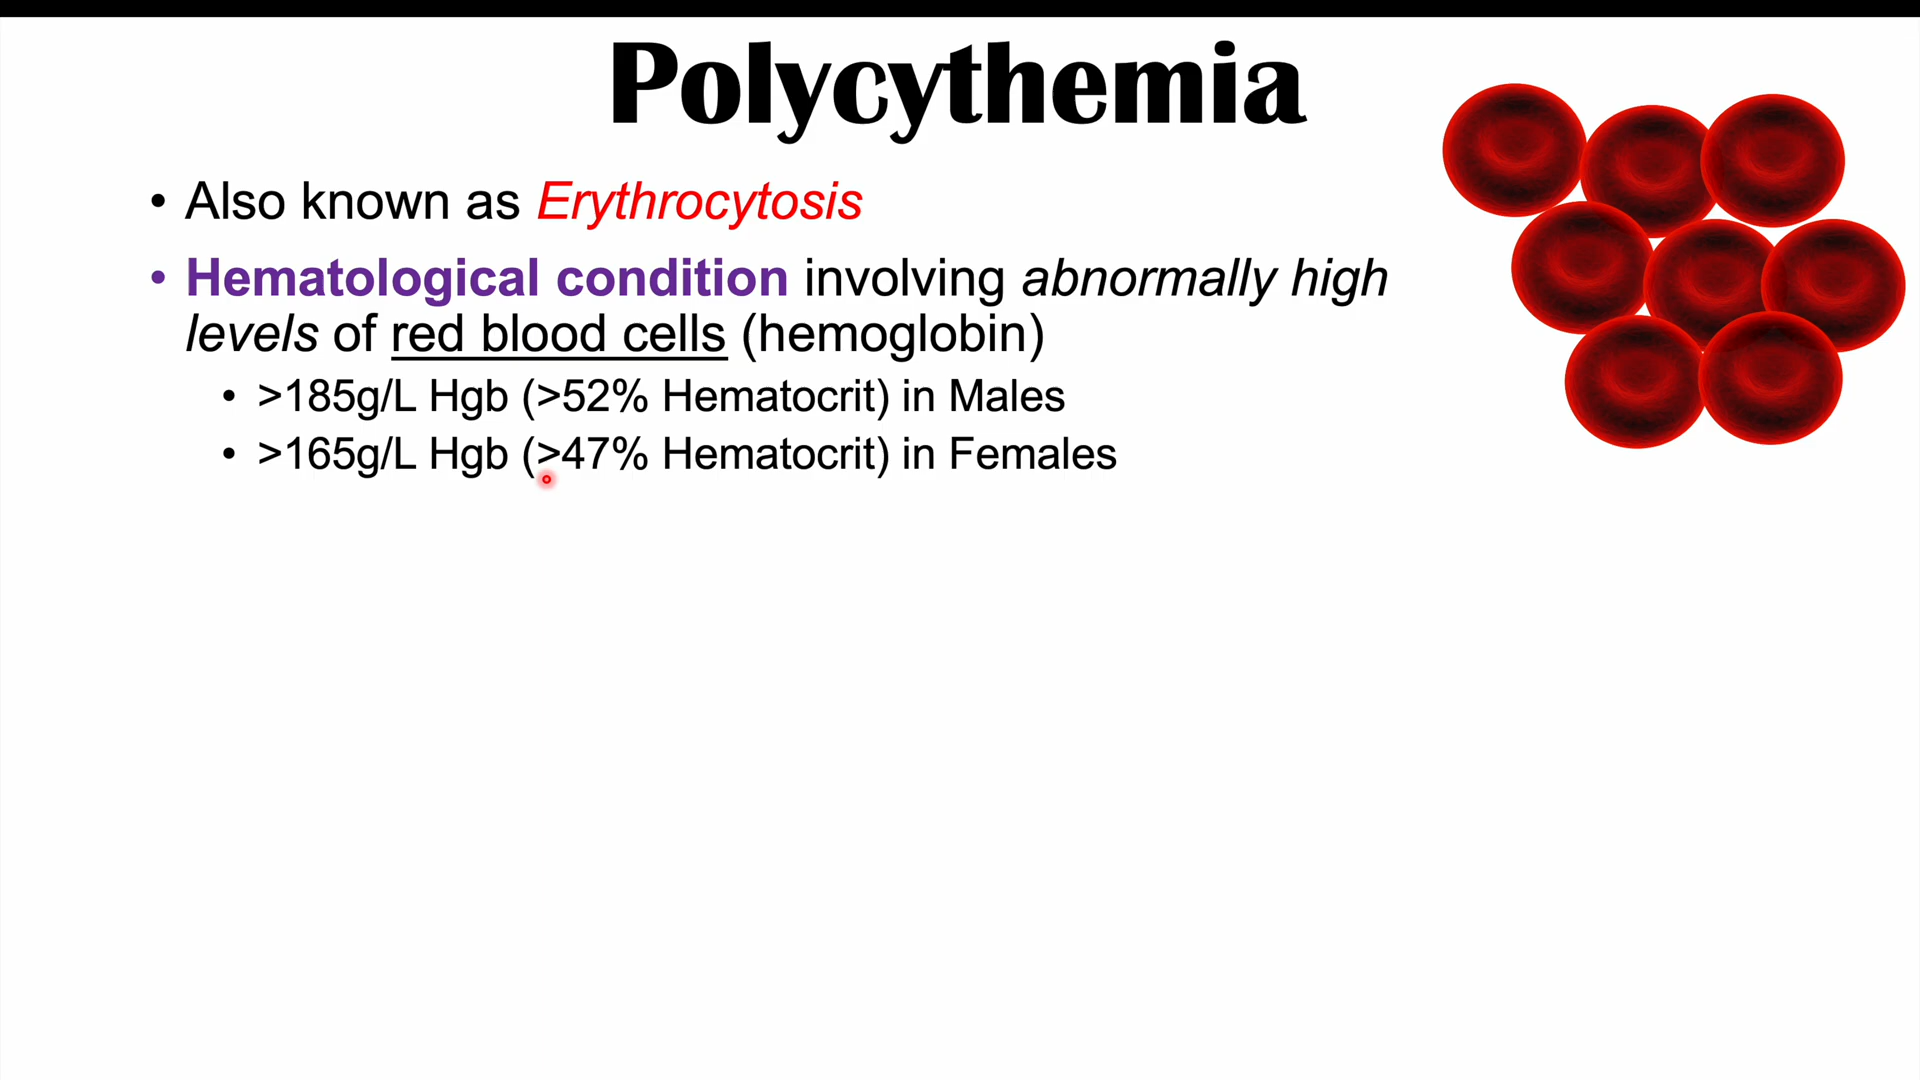 Polycythemia
• Also known as Erythrocytosis
• Hematological condition involving abnormally high
levels of red blood cells (hemoglobin)
• >185g/L Hgb (>52% Hematocrit) in Males
• >165g/L Hgb (>47% Hematocrit) in Females